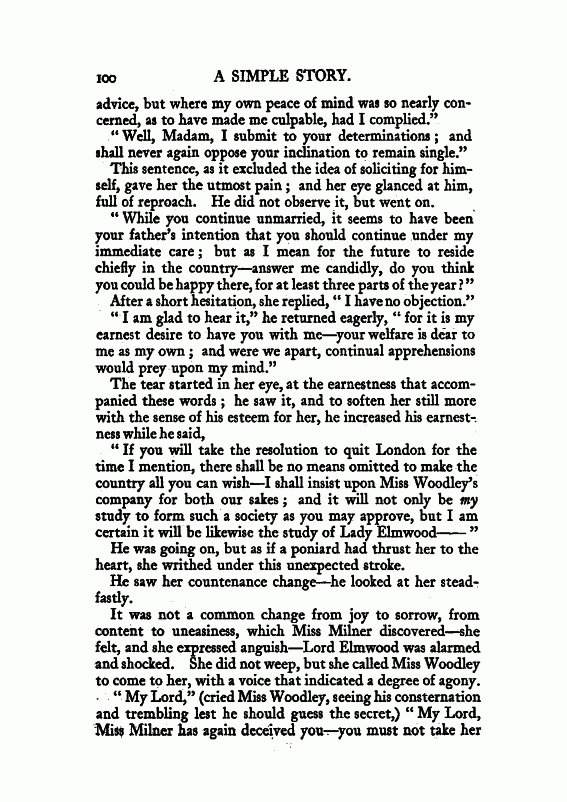 100 A SIMPLE STORY.
advice, but where my own peace of mind was so nearly con-
cerned, as to have made me culpable, had I complied.”
“Well, Madam, I submit to your determinations; and
shall never again oppose your inclination to remain single.”
This sentence, as it excluded the idea of soliciting for him-
self, gave her the utmost pain; and her eye glanced at him,
full of reproach. He did not observe it, but went on.
“While you continue unmarried, it seems to have been
your father’s intention that you should continue under my
immediate care; but as I mean for the future to reside
chiefly in the country—answer me candidly, do you think
you could be happy there, for at least three parts of the year?”
After a short hesitation, she replied, “I have no objection.”
“I am glad to hear it,” he returned eagerly, “for it is my
earnest desire to have you with me—your welfare is dear to
me as my own; and were we apart, continual apprehensions
would prey upon my mind.”
The tear started in her eye, at the earnestness that accom-
panied these words; he saw it, and to soften her still more
with the sense of his esteem for her, he increased his earnest-
ness while he said,
“If you will take the resolution to quit London for the
time I mention, there shall be no means omitted to make the
country all you can wish—I shall insist upon Miss Woodley’s
company for both our sakes; and it will not only be my
study to form such a society as you may approve, but I am
certain it will be likewise the study of Lady Elmwood——”
He was going on, but as if a poniard had thrust her to the
heart, she writhed under this unexpected stroke.
He saw her countenance change—he looked at her stead-
fastly.
It was not a common change from joy to sorrow, from
content to uneasiness, which Miss Milner discovered—she
felt, and she expressed anguish—Lord Elmwood was alarmed
and shocked. She did not weep, but she called Miss Woodley
to come to her, with a voice that indicated a degree of agony.
“My Lord,” (cried Miss Woodley, seeing his consternation
and trembling lest he should guess the secret,) “My Lord,
Miss Milner has again deceived you—you must not take her